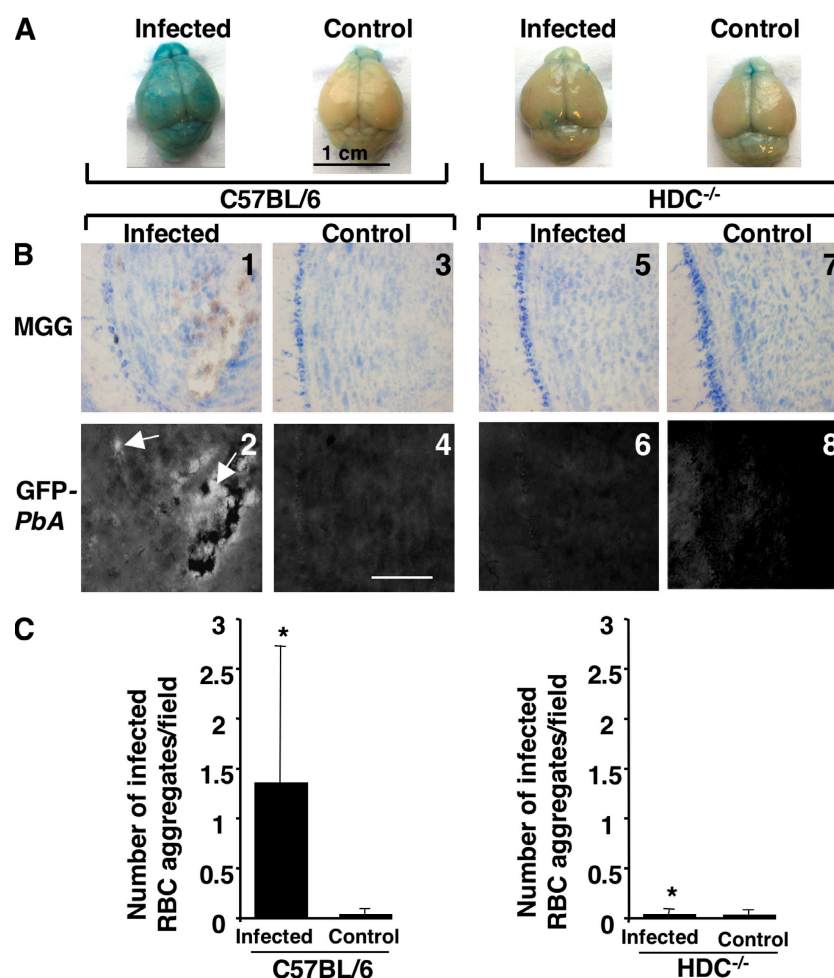 A
Infected Control Infected Control
1 cm
C57BL/6 HDC-/-
Infected Control Infected Control
B
MGG
1 3 5 7
GFP-
PbA
2 4 6 8
C
Number of infected
RBC aggregates/field
3
2.5
2
1.5
1
0.5
0
*
Infected Control
C57BL/6
Number of infected
RBC aggregates/field
3
2.5
2
1.5
1
0.5
0
*
Infected Control
HDC-/-